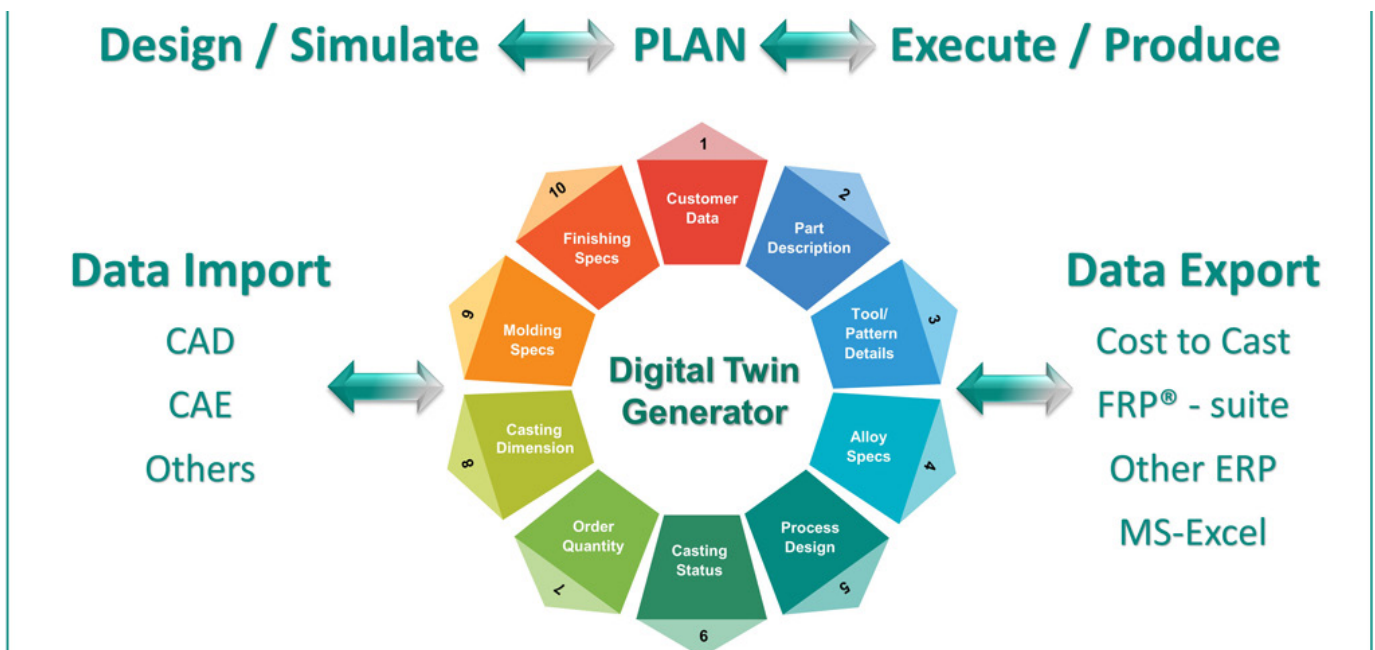 Design / Simulate PLAN Execute / Produce
1
Customer
Data
2
Part
Description
3
Tool/
Pattern
Details
4
Alloy
Specs
5
Process
Design
6
Casting
Status
7
Order
Quantity
8
Casting
Dimension
9
Molding
Specs
10
Finishing
Specs
Digital Twin
Generator
Data Import
CAD
CAE
Others
Data Export
Cost to Cast
FRP® - suite
Other ERP
MS-Excel